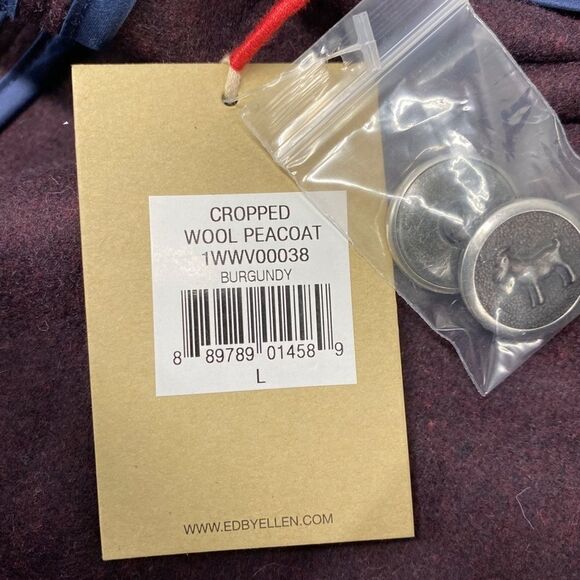 CROPPED
WOOL PEACOAT
1WWV00038
BURGUNDY
8 89789 01458 9
L
WWW.EDBYELLEN.COM